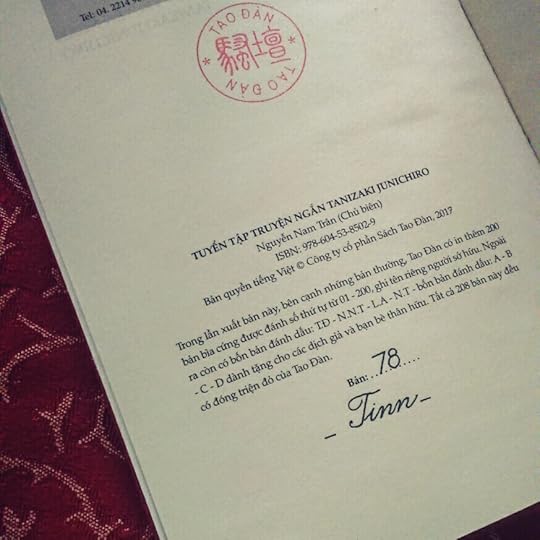 Tel: 04. 2214 9
TAO ĐÀN
騷壇
TAO ĐÀN
TUYỂN TẬP TRUYỆN NGẮN TANIZAKI JUNICHIRO
Nguyễn Nam Trân (Chủ biên)
ISBN: 978-604-53-8502-9
Bản quyền tiếng Việt © Công ty cổ phần Sách Tao Đàn, 2017
Trong lần xuất bản này, bên cạnh những bản thường, Tao Đàn có in thêm 200
bản bìa cứng được đánh số thứ tự từ 01 - 200, ghi tên riêng người sở hữu. Ngoài
ra còn có bốn bản đánh dấu: T.D - N.N.T - L.A - N.T - bốn bản đánh dấu: A - B
- C - D dành tặng cho các dịch giả và bạn bè thân hữu. Tất cả 208 bản này đều
có đóng triện đỏ của Tao Đàn.
Bản: 78
- Tinn -